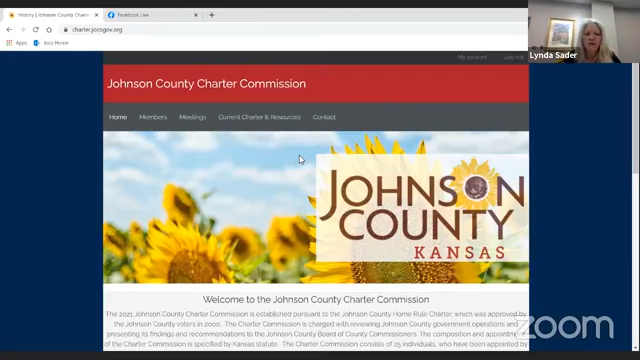 History | Johnson County Charte
Facebook Live
charter.jocogov.org
Apps
Joco Home
Lynda Sader
My account
Log out
Johnson County Charter Commission
Home
Members
Meetings
Current Charter & Resources
Contact
JOHNSON
COUNTY
KANSAS
Welcome to the Johnson County Charter Commission
The 2021 Johnson County Charter Commission is established pursuant to the Johnson County Home Rule Charter, which was approved by
the Johnson County voters in 2000. The Charter Commission is charged with reviewing Johnson County government operations and
presenting its findings and recommendations to the Johnson County Board of County Commissioners. The composition and appointme
of the Charter Commission is specified by Kansas statute. The Charter Commission consists of 25 individuals, who have been appointed by
zoom